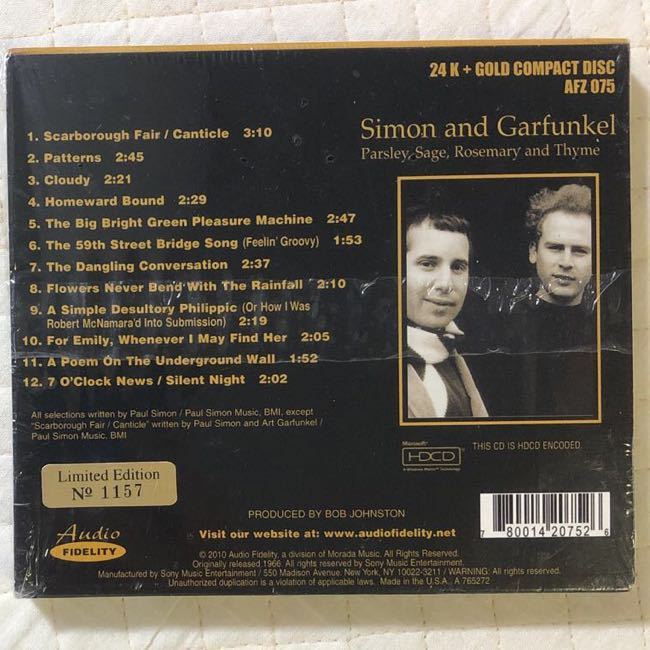 24 K + GOLD COMPACT DISC
AFZ 075
Simon and Garfunkel
Parsley, Sage, Rosemary and Thyme
1. Scarborough Fair / Canticle 3:10
2. Patterns 2:45
3. Cloudy 2:21
4. Homeward Bound 2:29
5. The Big Bright Green Pleasure Machine 2:47
6. The 59th Street Bridge Song (Feelin' Groovy) 1:53
7. The Dangling Conversation 2:37
8. Flowers Never Bend With The Rainfall 2:10
9. A Simple Desultory Philippic (Or How I Was
Robert McNamara'd Into Submission) 2:19
10. For Emily, Whenever I May Find Her 2:05
11. A Poem On The Underground Wall 1:52
12. 7 O'Clock News / Silent Night 2:02
All selections written by Paul Simon / Paul Simon Music, BMI, except
"Scarborough Fair / Canticle" written by Paul Simon and Art Garfunkel /
Paul Simon Music, BMI
Microsoft®
HDCD
A Windows Media™ Technology
THIS CD IS HDCD ENCODED.
Limited Edition
Nº 1157
Audio
FIDELITY
PRODUCED BY BOB JOHNSTON
Visit our website at: www.audiofidelity.net
7 80014 20752 6
© 2010 Audio Fidelity, a division of Morada Music. All Rights Reserved.
Originally released 1966. All rights reserved by Sony Music Entertainment.
Manufactured by Sony Music Entertainment / 550 Madison Avenue. New York, NY 10022-3211 / WARNING: All rights reserved.
Unauthorized duplication is a violation of applicable laws. Made in the U.S.A. A 765272